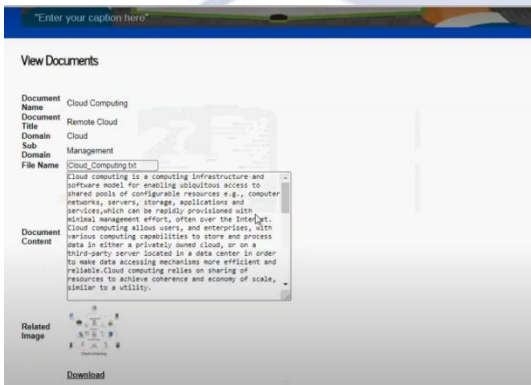 "Enter your caption here"
View Documents
Document Name Cloud Computing
Document Title Remote Cloud
Domain Cloud
Sub Domain Management
File Name Cloud_Computing.txt
Document Content
Cloud computing is a computing infrastructure and
software model for enabling ubiquitous access to
shared pools of configurable resources e.g., computer
networks, servers, storage, applications and
services,which can be rapidly provisioned with
minimal management effort, often over the Internet.
Cloud computing allows users, and enterprises, with
various computing capabilities to store and process
data in either a privately owned cloud, or on a
third-party server located in a data center in order
to make data accessing mechanisms more efficient and
reliable.Cloud computing relies on sharing of
resources to achieve coherence and economy of scale,
similar to a utility.
Related Image
Cloud computing
Download